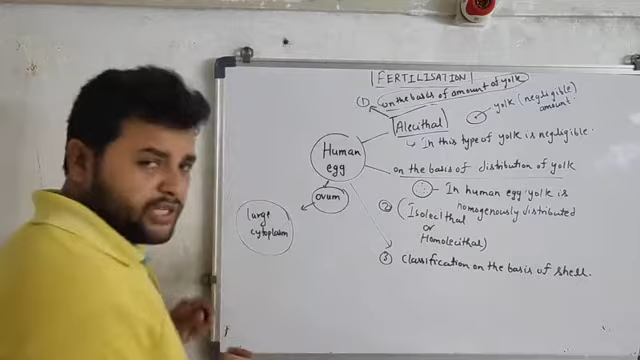 FERTILISATION
① on the basis of amount of yolk
yolk (negligible)
amount.
Alecithal
In this type of yolk is negligible.
Human
egg
on the basis of distribution of yolk
In human egg yolk is
homogenously distributed
② (Isolecithal
or
Homolecithal)
ovum
large
cytoplasm
③ Classification on the basis of shell.